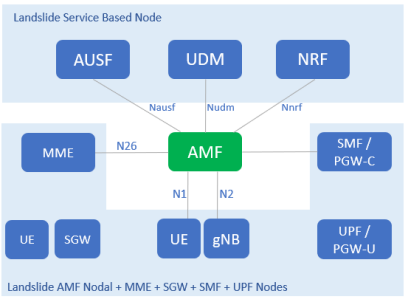 Landslide Service Based Node
AUSF
UDM
NRF
Nausf
Nudm
Nnrf
MME
N26
AMF
SMF /
PGW-C
N1
N2
UE
SGW
UE
gNB
UPF /
PGW-U
Landslide AMF Nodal + MME + SGW + SMF + UPF Nodes